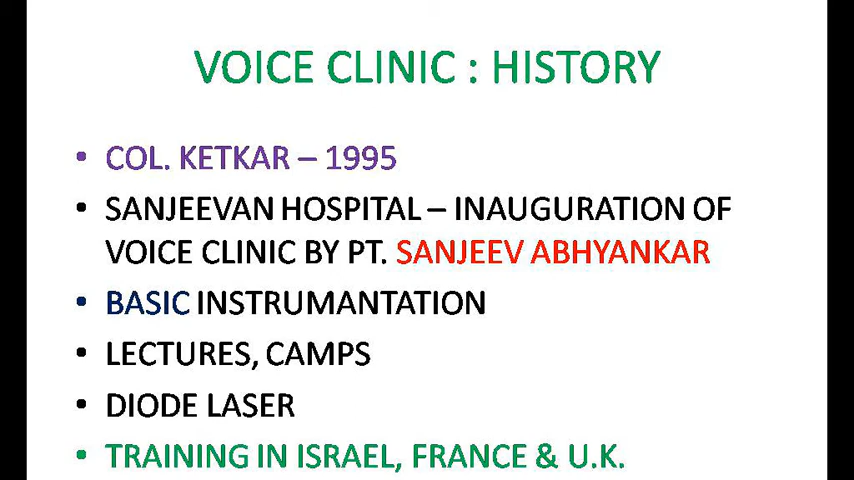 VOICE CLINIC : HISTORY
• COL. KETKAR – 1995
• SANJEEVAN HOSPITAL – INAUGURATION OF
VOICE CLINIC BY PT. SANJEEV ABHYANKAR
• BASIC INSTRUMANTATION
• LECTURES, CAMPS
• DIODE LASER
• TRAINING IN ISRAEL, FRANCE & U.K.